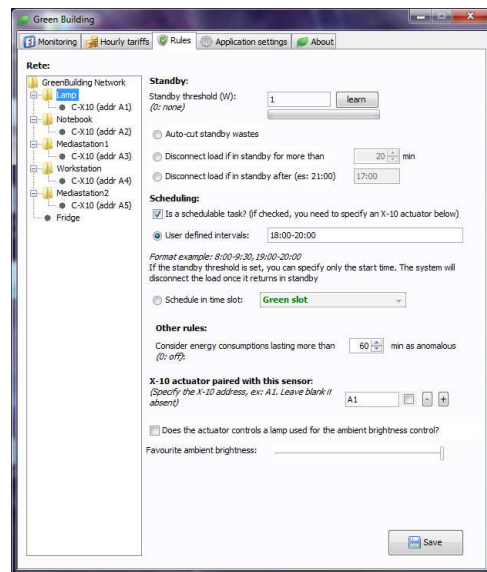 Green Building
Monitoring Hourly tariffs Rules Application settings About
Rete:
GreenBuilding Network
Lamp
C-X10 (addr A1)
Notebook
C-X10 (addr A2)
Mediastation1
C-X10 (addr A3)
Workstation
C-X10 (addr A4)
Mediastation2
C-X10 (addr A5)
Fridge
Standby:
Standby threshold (W): 1 learn
(0: none)
Auto-cut standby wastes
Disconnect load if in standby for more than 20 min
Disconnect load if in standby after (es: 21:00) 17:00
Scheduling:
Is a schedulable task? (if checked, you need to specify an X-10 actuator below)
User defined intervals: 18:00-20:00
Format example: 8:00-9:30,19:00-20:00
If the standby threshold is set, you can specify only the start time. The system will
disconnect the load once it returns in standby
Schedule in time slot: Green slot
Other rules:
Consider energy consumptions lasting more than 60 min as anomalous
(0: off):
X-10 actuator paired with this sensor:
(Specify the X-10 address, ex: A1. Leave blank if
absent) A1 - +
Does the actuator controls a lamp used for the ambient brightness control?
Favourite ambient brightness:
Save